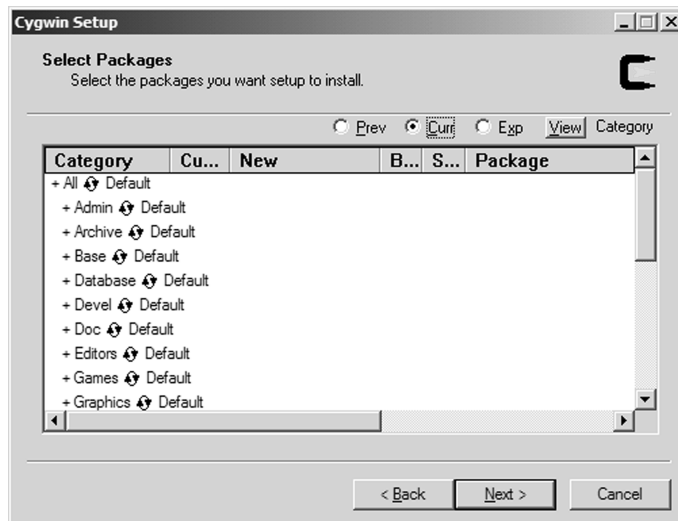 Cygwin Setup
Select Packages
Select the packages you want setup to install.
Prev Curr Exp View Category
Category Cu... New B... S... Package
+ All Default
+ Admin Default
+ Archive Default
+ Base Default
+ Database Default
+ Devel Default
+ Doc Default
+ Editors Default
+ Games Default
+ Graphics Default
< Back Next > Cancel